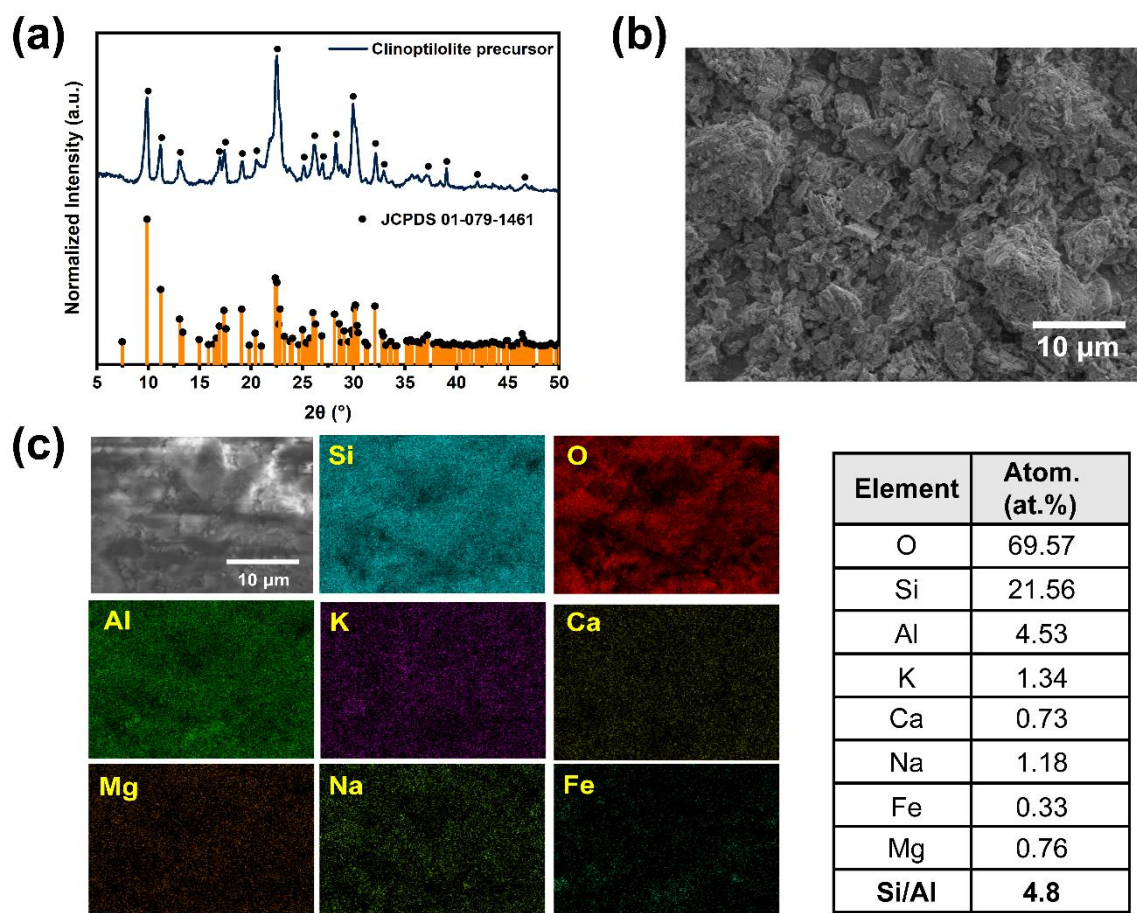 (a)
Clinoptilolite precursor
JCPDS 01-079-1461
Normalized Intensity (a.u.)
5 10 15 20 25 30 35 40 45 50
2θ (°)
(b)
10 µm
(c)
10 µm
Si
O
Al
K
Ca
Mg
Na
Fe
Element Atom. (at.%)
O 69.57
Si 21.56
Al 4.53
K 1.34
Ca 0.73
Na 1.18
Fe 0.33
Mg 0.76
Si/Al 4.8